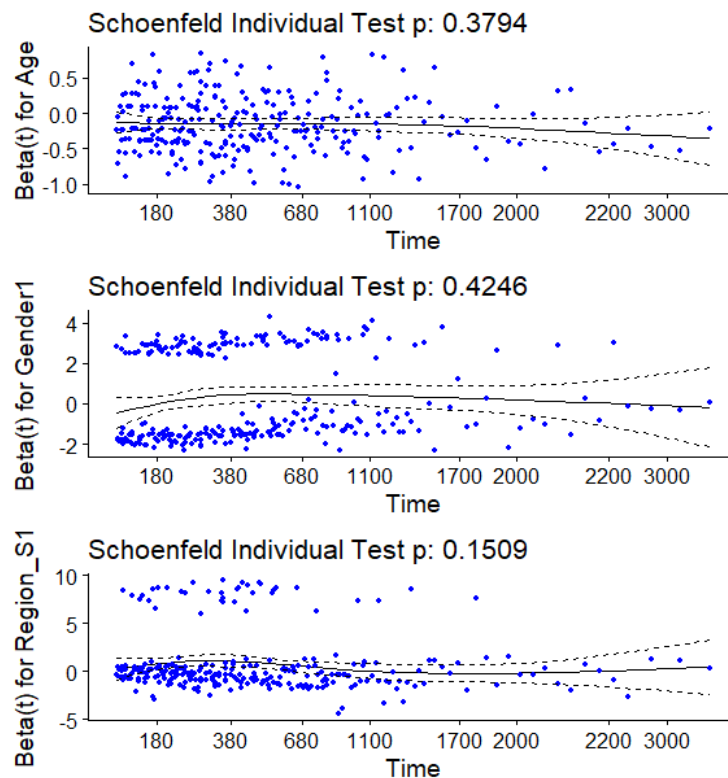 Schoenfeld Individual Test p: 0.3794
Beta(t) for Age
0.5
0.0
-0.5
-1.0
180 380 680 1100 1700 2000 2200 3000
Time
Schoenfeld Individual Test p: 0.4246
Beta(t) for Gender1
4
2
0
-2
180 380 680 1100 1700 2000 2200 3000
Time
Schoenfeld Individual Test p: 0.1509
Beta(t) for Region_S1
10
5
0
-5
180 380 680 1100 1700 2000 2200 3000
Time